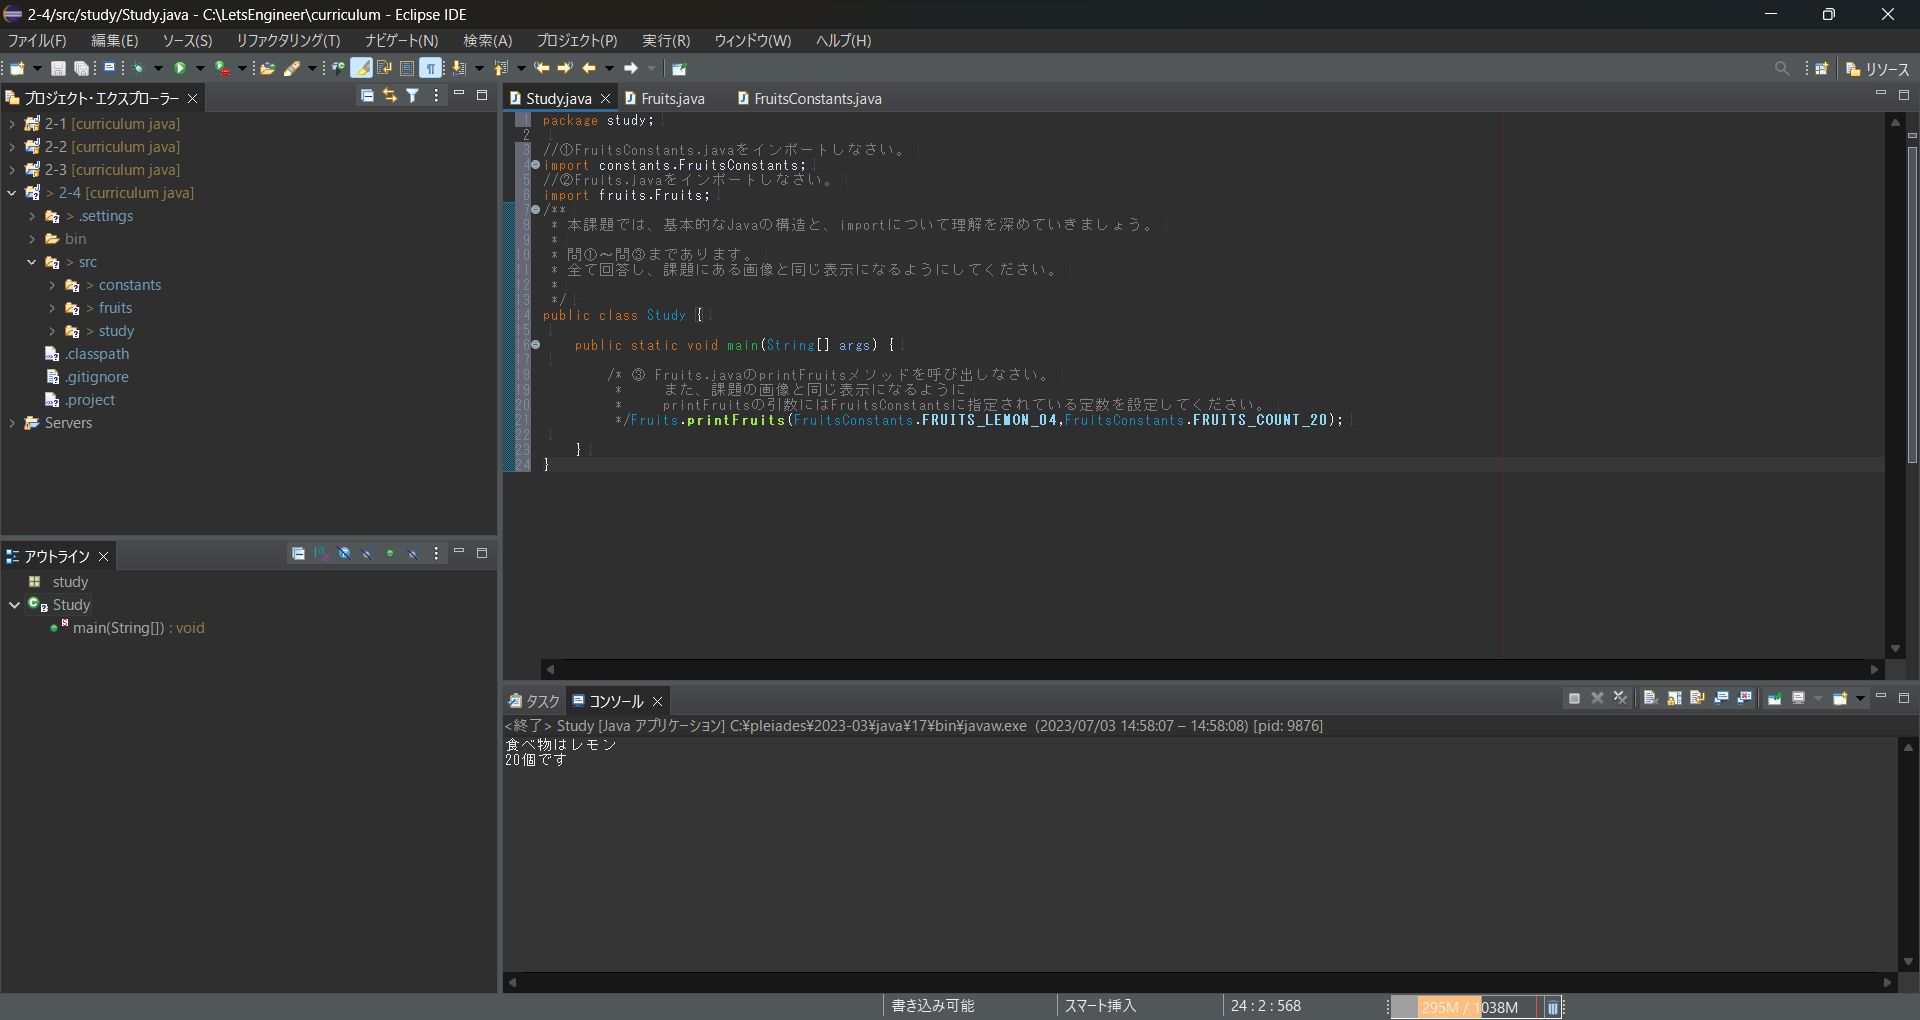 2-4/src/study/Study.java - C:\LetsEngineer\curriculum - Eclipse IDE
ファイル(F) 編集(E) ソース(S) リファクタリング(T) ナビゲート(N) 検索(A) プロジェクト(P) 実行(R) ウィンドウ(W) ヘルプ(H)
リソース
プロジェクト・エクスプローラー
2-1 [curriculum java]
2-2 [curriculum java]
2-3 [curriculum java]
> 2-4 [curriculum java]
> .settings
bin
> src
> constants
> fruits
> study
.classpath
.gitignore
.project
Servers
アウトライン
study
Study
main(String[]) : void
Study.java Fruits.java FruitsConstants.java
1 package study;
2
3 //①FruitsConstants.javaをインポートしなさい。
4 import constants.FruitsConstants;
5 //②Fruits.javaをインポートしなさい。
6 import fruits.Fruits;
7 /**
8 * 本課題では、基本的なJavaの構造と、importについて理解を深めていきましょう。
9 *
10 * 問①～問③まであります。
11 * 全て回答し、課題にある画像と同じ表示になるようにしてください。
12 *
13 */
14 public class Study {
15
16 public static void main(String[] args) {
17
18 /* ③ Fruits.javaのprintFruitsメソッドを呼び出しなさい。
19 * また、課題の画像と同じ表示になるように
20 * printFruitsの引数にはFruitsConstantsに指定されている定数を設定してください。
21 */Fruits.printFruits(FruitsConstants.FRUITS_LEMON_04,FruitsConstants.FRUITS_COUNT_20);
22
23 }
24 }
タスク コンソール
<終了> Study [Java アプリケーション] C:¥pleiades¥2023-03¥java¥17¥bin¥javaw.exe (2023/07/03 14:58:07 – 14:58:08) [pid: 9876]
食べ物はレモン
20個です
書き込み可能 スマート挿入 24 : 2 : 568 295M / 1038M